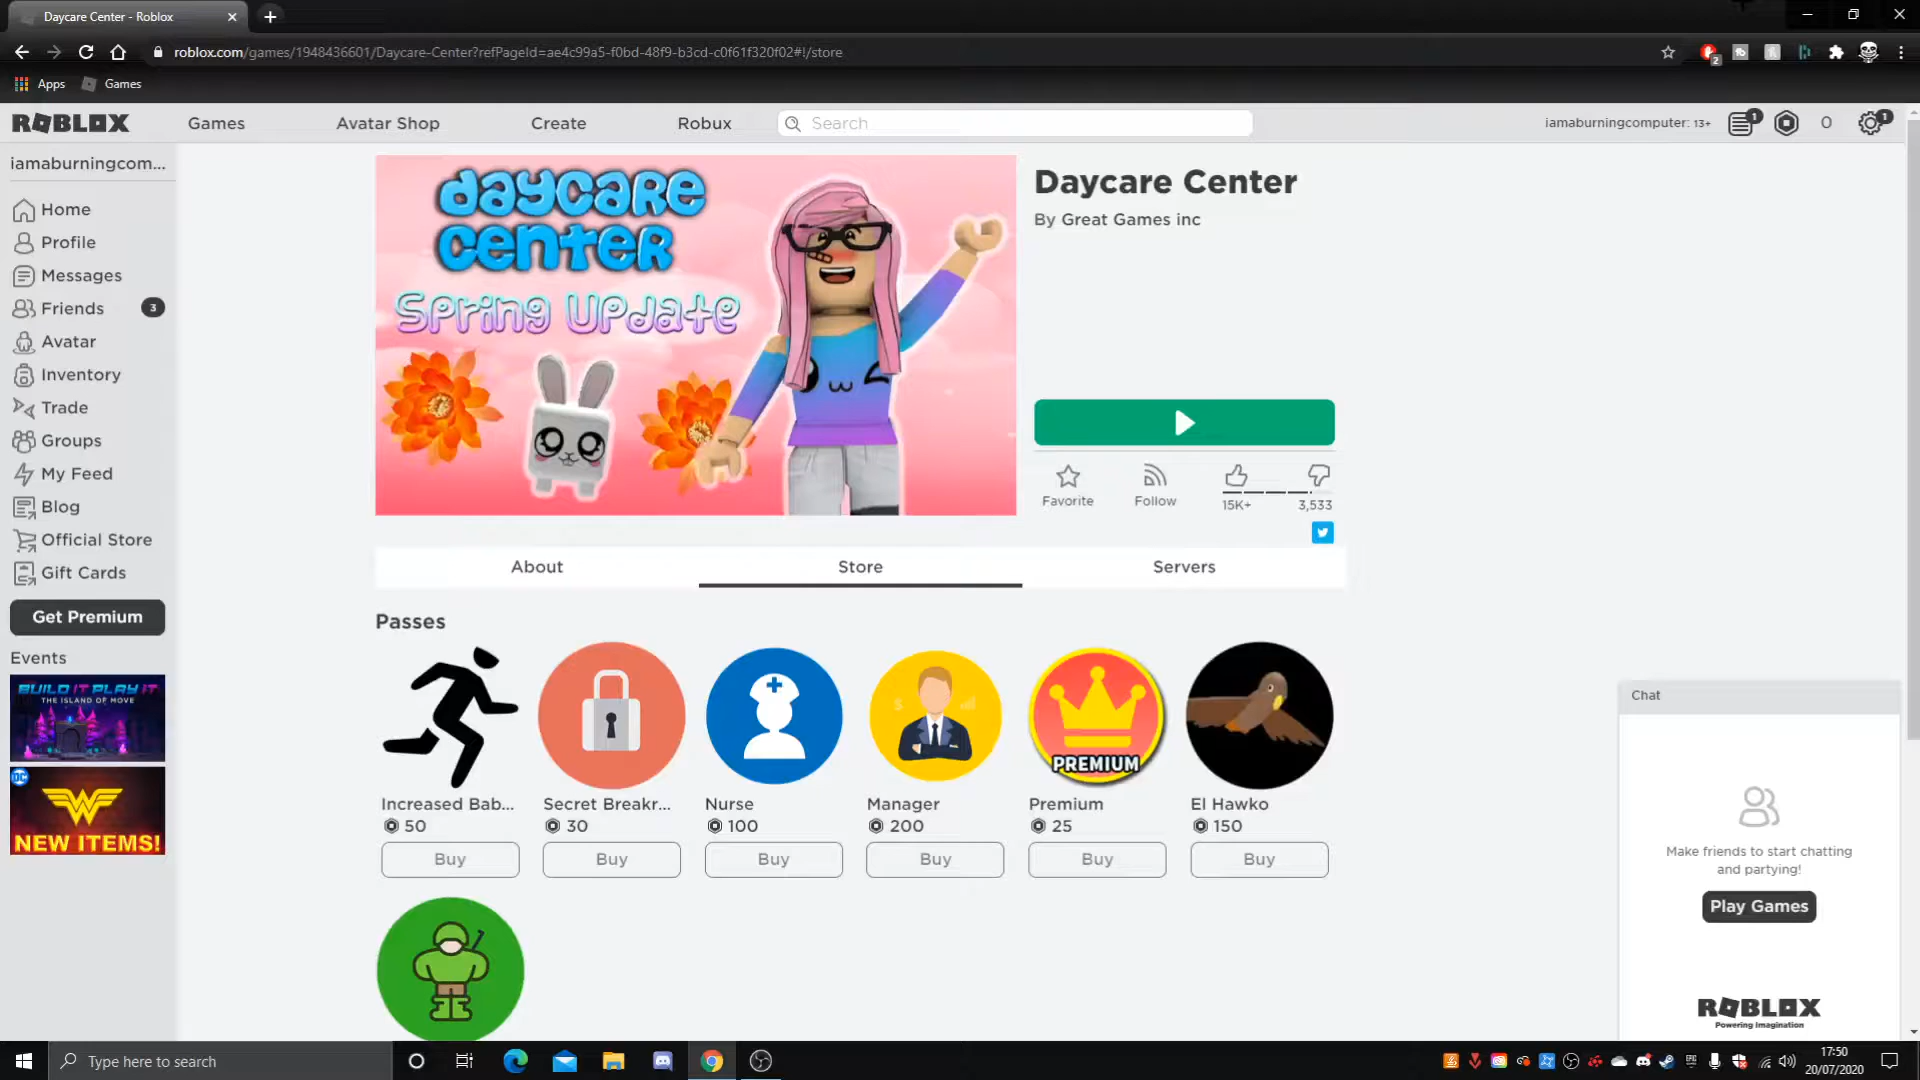 Daycare Center - Roblox
roblox.com/games/1948436601/Daycare-Center?refPageId=ae4c99a5-f0bd-48f9-b3cd-c0f61f320f02#!/store
2
Apps
Games
ROBLOX
Games
Avatar Shop
Create
Robux
Search
iamaburningcomputer: 13+
1
0
1
iamaburningcom...
Home
Profile
Messages
Friends
3
Avatar
Inventory
Trade
Groups
My Feed
Blog
Official Store
Gift Cards
Get Premium
Events
BUILD IT PLAY IT
THE ISLAND OF MOVE
DC
NEW ITEMS!
daycare
center
Spring Update
Daycare Center
By Great Games inc
Favorite
Follow
15K+
3,533
About
Store
Servers
Passes
PREMIUM
Increased Bab...
Secret Breakr...
Nurse
Manager
Premium
El Hawko
50
30
100
200
25
150
Buy
Buy
Buy
Buy
Buy
Buy
Chat
Make friends to start chatting
and partying!
Play Games
ROBLOX
Powering Imagination
Type here to search
17:50
20/07/2020